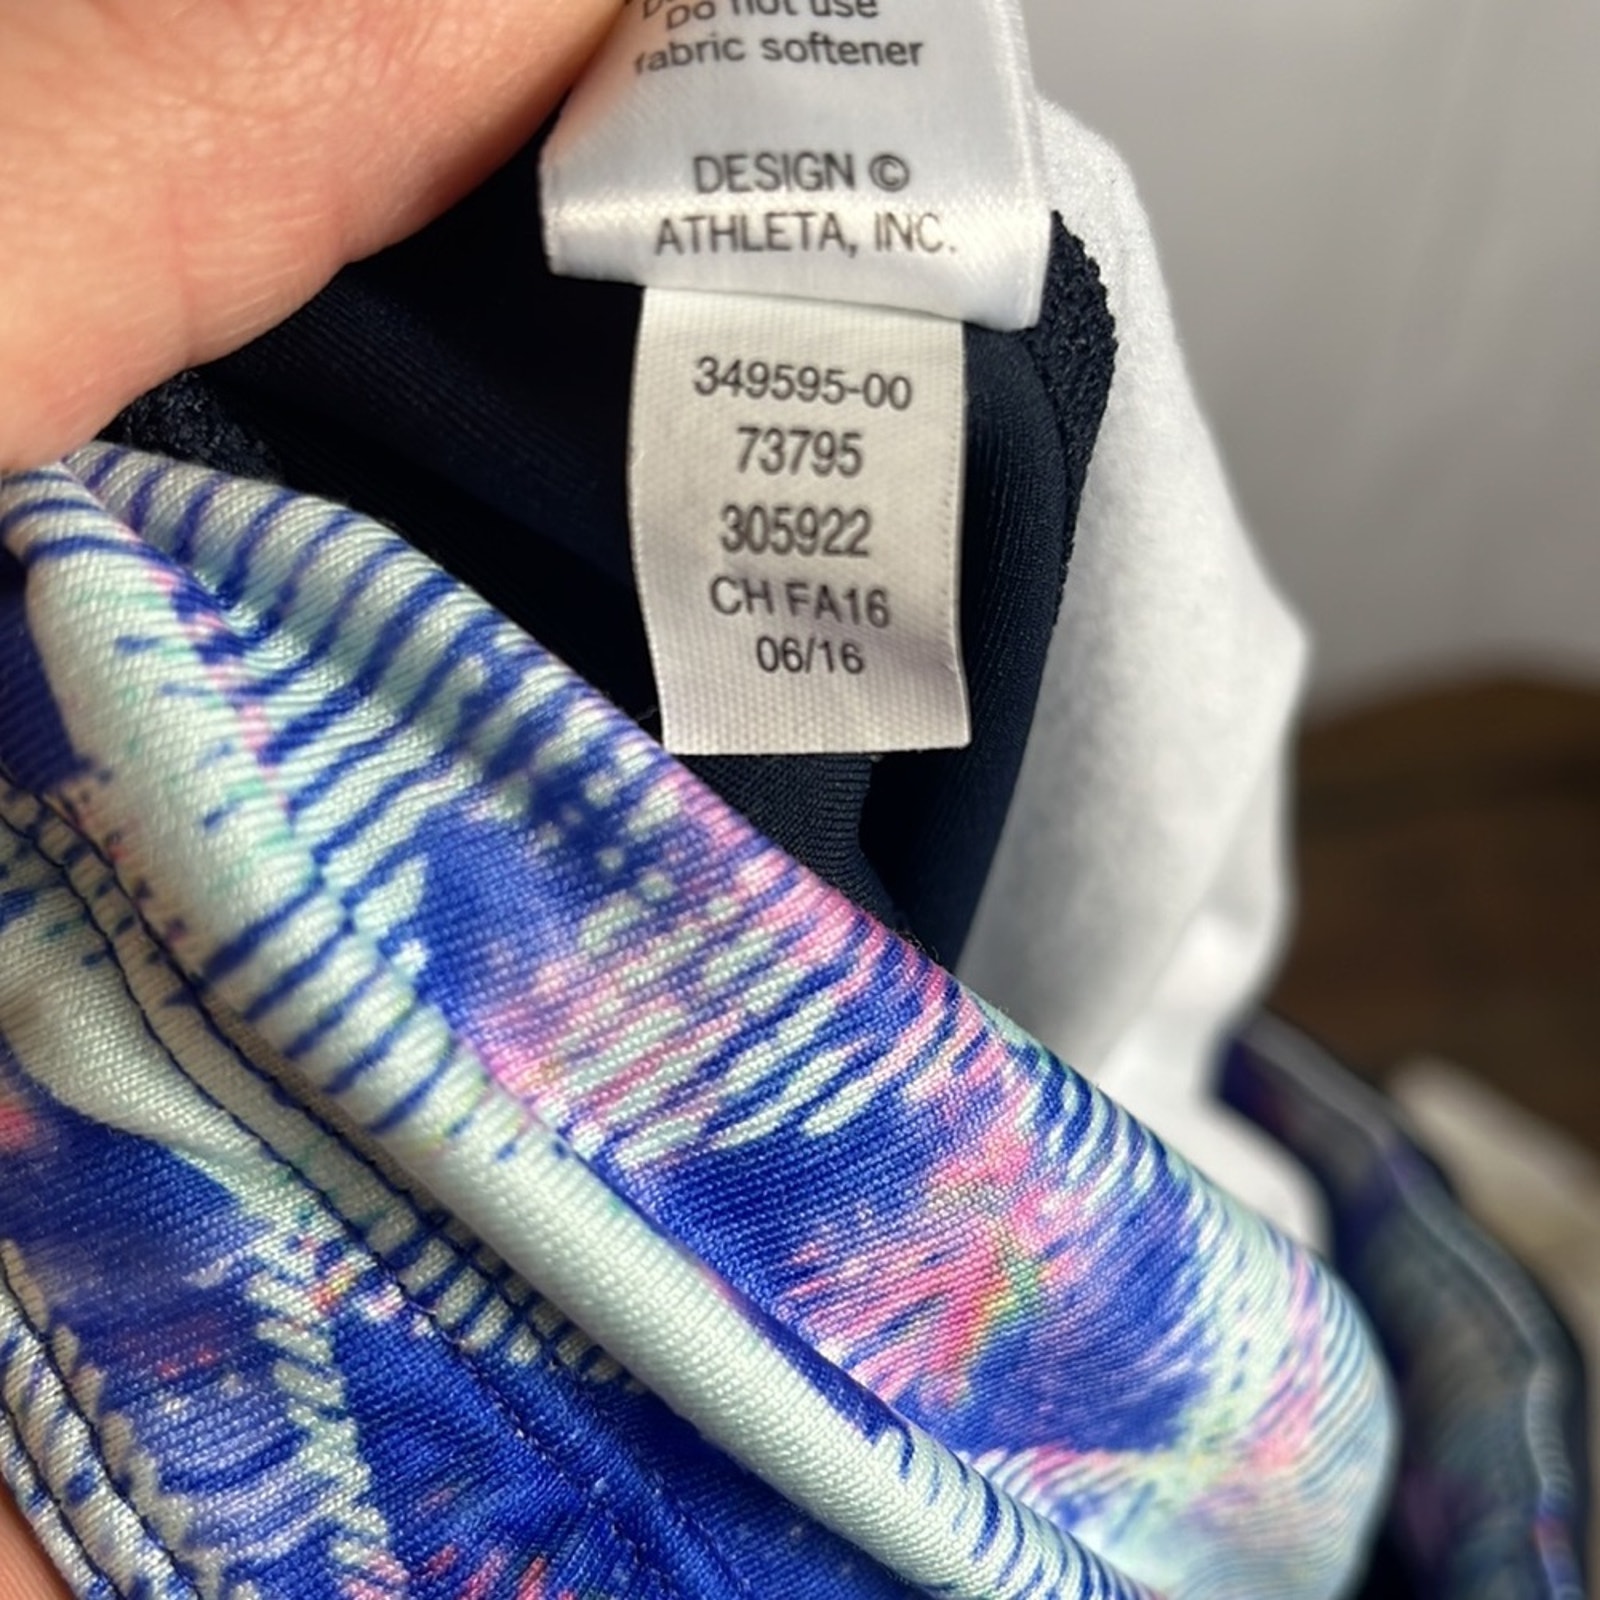 Do not use
fabric softener
DESIGN ©
ATHLETA, INC.
349595-00
73795
305922
CH FA16
06/16